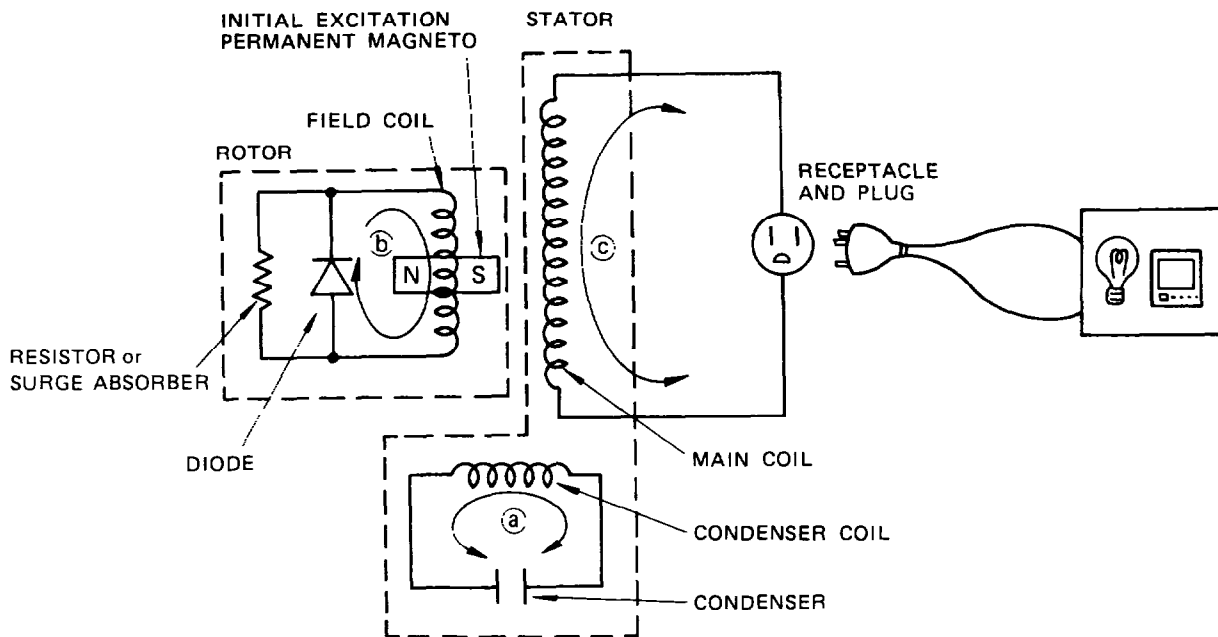 INITIAL EXCITATION
PERMANENT MAGNETO
STATOR
FIELD COIL
ROTOR
RECEPTACLE
AND PLUG
b
N S
c
RESISTOR or
SURGE ABSORBER
DIODE
MAIN COIL
a
CONDENSER COIL
CONDENSER